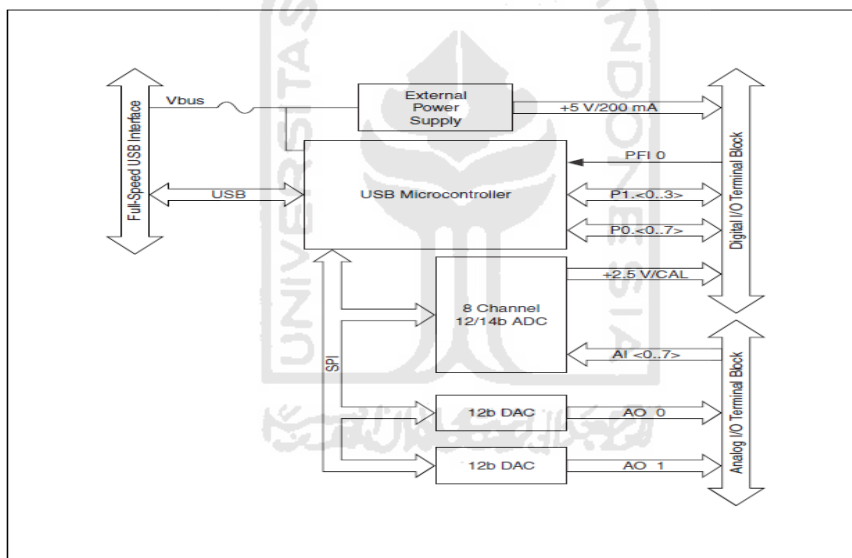 UNIVERSITAS
INDONESIA
Full-Speed USB Interface
Vbus
External
Power
Supply
+5 V/200 mA
PFI 0
USB
USB Microcontroller
P1.<0..3>
P0.<0..7>
Digital I/O Terminal Block
+2.5 V/CAL
8 Channel
12/14b ADC
AI <0..7>
SPI
12b DAC
AO 0
12b DAC
AO 1
Analog I/O Terminal Block